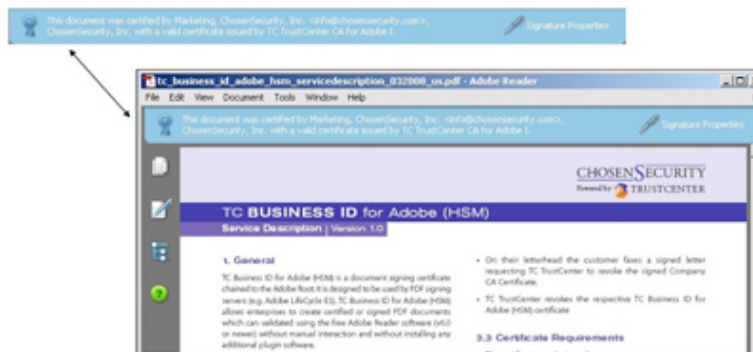 This document was certified by Marketing, ChosenSecurity, Inc. <info@chosensecurity.com>,
ChosenSecurity, Inc. with a valid certificate issued by TC TrustCenter CA for Adobe I.
Signature Properties
tc_business_id_adobe_hsm_servicedescription_032008_us.pdf - Adobe Reader
File Edit View Document Tools Window Help
This document was certified by Marketing, ChosenSecurity, Inc. <info@chosensecurity.com>,
ChosenSecurity, Inc. with a valid certificate issued by TC TrustCenter CA for Adobe I.
Signature Properties
CHOSENSECURITY
Powered by TRUSTCENTER
TC BUSINESS ID for Adobe (HSM)
Service Description | Version 1.0
1. General
TC Business ID for Adobe (HSM) is a document signing certificate
chained to the Adobe Root. It is designed to be used by PDF signing
servers (e.g. Adobe LifeCycle ES). TC Business ID for Adobe (HSM)
allows enterprises to create certified or signed PDF documents
which can validated using the free Adobe Reader software (v6.0
or newer) without manual interaction and without installing any
additional plugin software.
• On their letterhead the customer faxes a signed letter
requesting TC TrustCenter to revoke the signed Company
CA Certificate.
• TC TrustCenter revokes the respective TC Business ID for
Adobe (HSM) certificate
3.3 Certificate Requirements